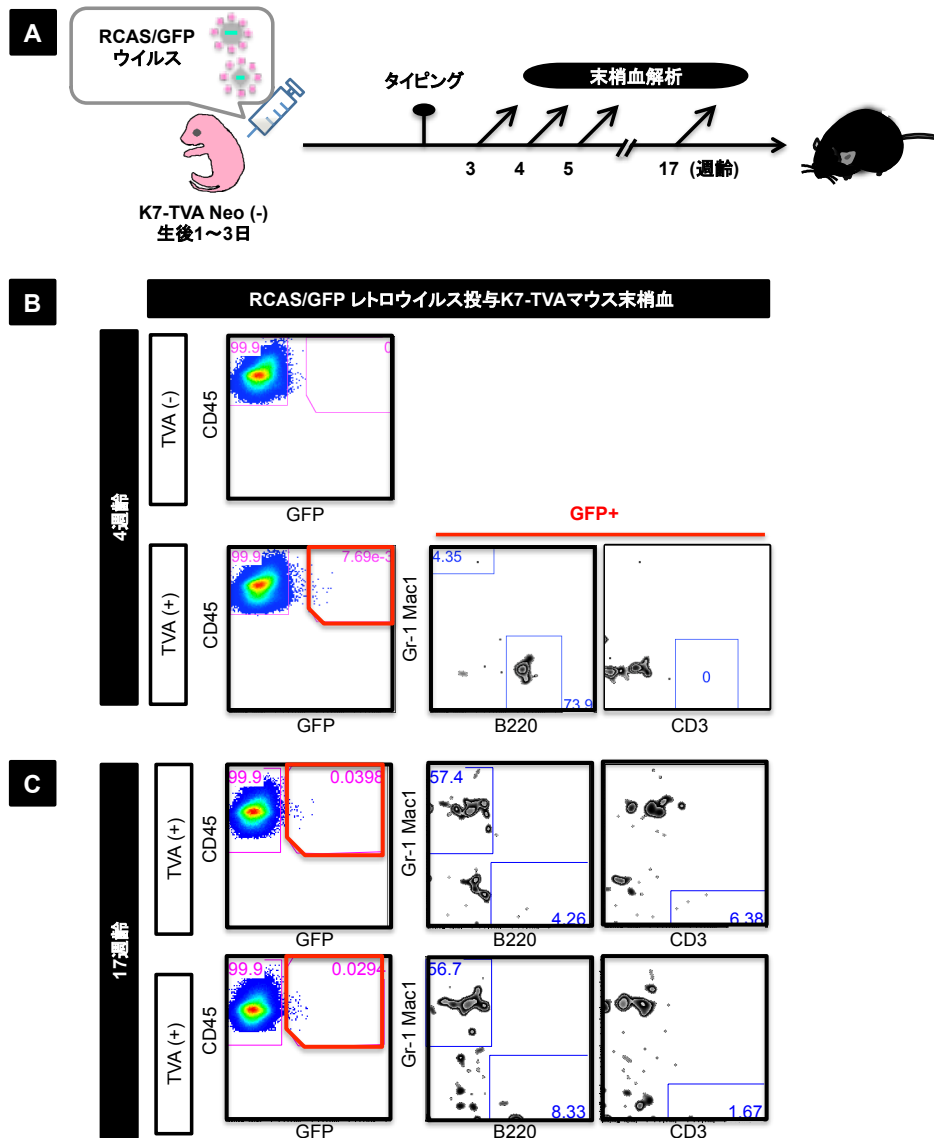 A
RCAS/GFP
ウイルス
タイピング
末梢血解析
3 4 5 17 (週齢)
K7-TVA Neo (-)
生後1〜3日
B
RCAS/GFP レトロウイルス投与K7-TVAマウス末梢血
4週齢
TVA (-)
CD45
99.9
0
GFP
GFP+
TVA (+)
CD45
99.9
7.69e-3
GFP
Gr-1 Mac1
4.35
73.9
B220
0
CD3
C
17週齢
TVA (+)
CD45
99.9
0.0398
GFP
Gr-1 Mac1
57.4
4.26
B220
6.38
CD3
TVA (+)
CD45
99.9
0.0294
GFP
Gr-1 Mac1
56.7
8.33
B220
1.67
CD3